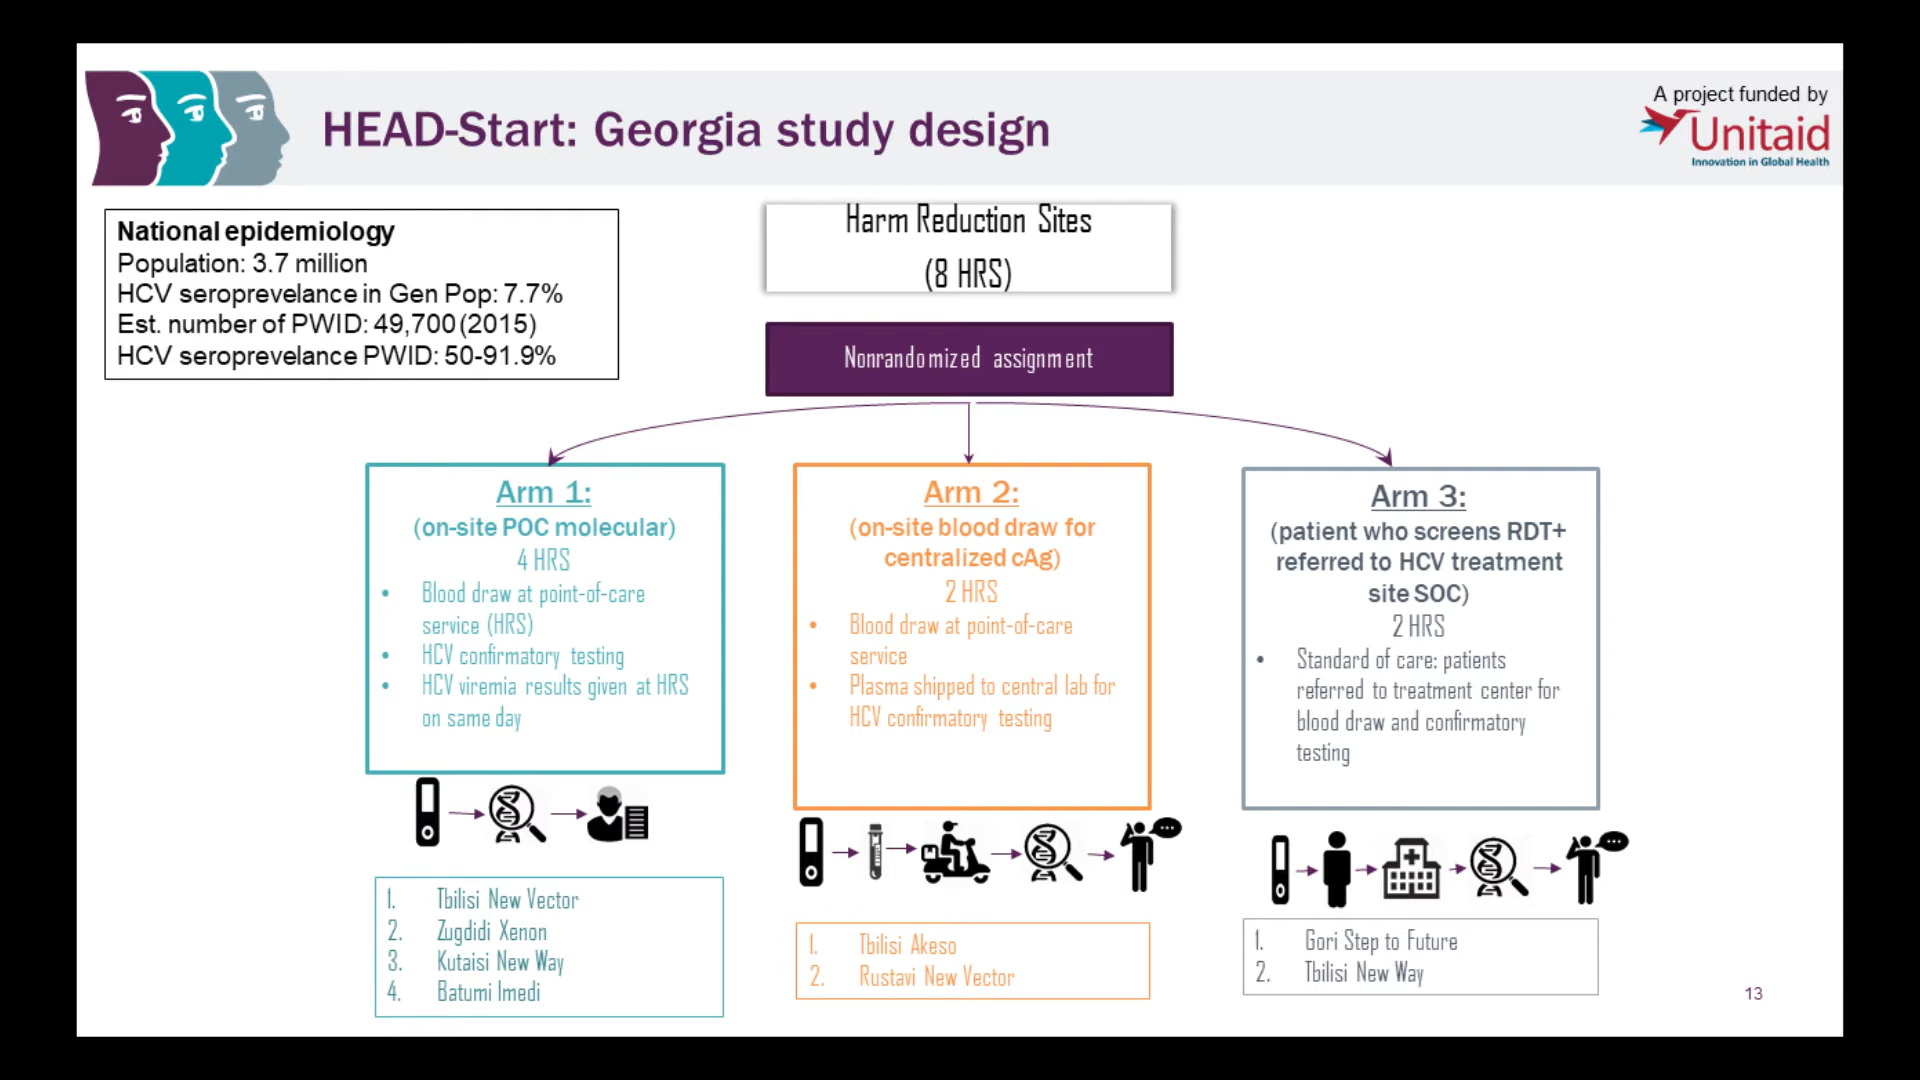 HEAD-Start: Georgia study design
A project funded by
Unitaid
Innovation in Global Health
National epidemiology
Population: 3.7 million
HCV seroprevelance in Gen Pop: 7.7%
Est. number of PWID: 49,700 (2015)
HCV seroprevelance PWID: 50-91.9%
Harm Reduction Sites
(8 HRS)
Nonrandomized assignment
Arm 1:
(on-site POC molecular)
4 HRS
• Blood draw at point-of-care
service (HRS)
• HCV confirmatory testing
• HCV viremia results given at HRS
on same day
1. Tbilisi New Vector
2. Zugdidi Xenon
3. Kutaisi New Way
4. Batumi Imedi
Arm 2:
(on-site blood draw for
centralized cAg)
2 HRS
• Blood draw at point-of-care
service
• Plasma shipped to central lab for
HCV confirmatory testing
1. Tbilisi Akeso
2. Rustavi New Vector
Arm 3:
(patient who screens RDT+
referred to HCV treatment
site SOC)
2 HRS
• Standard of care: patients
referred to treatment center for
blood draw and confirmatory
testing
1. Gori Step to Future
2. Tbilisi New Way
13